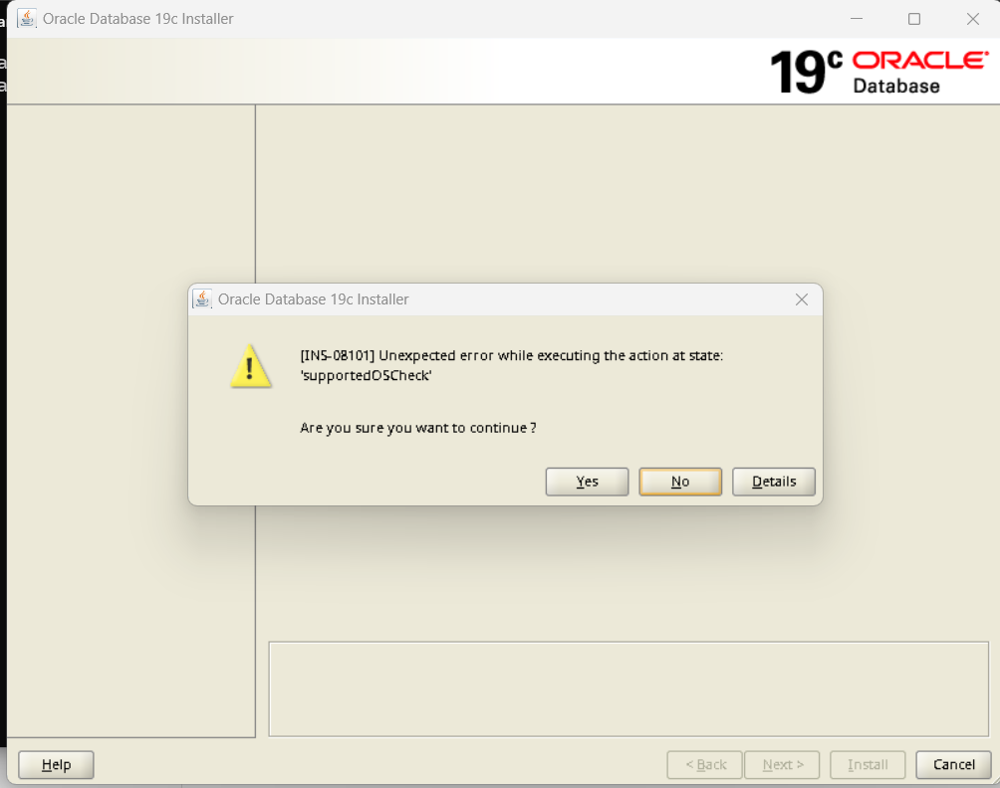 Oracle Database 19c Installer
19c ORACLE
Database
Oracle Database 19c Installer
[INS-08101] Unexpected error while executing the action at state:
'supportedOSCheck'
Are you sure you want to continue?
Yes No Details
Help < Back Next > Install Cancel